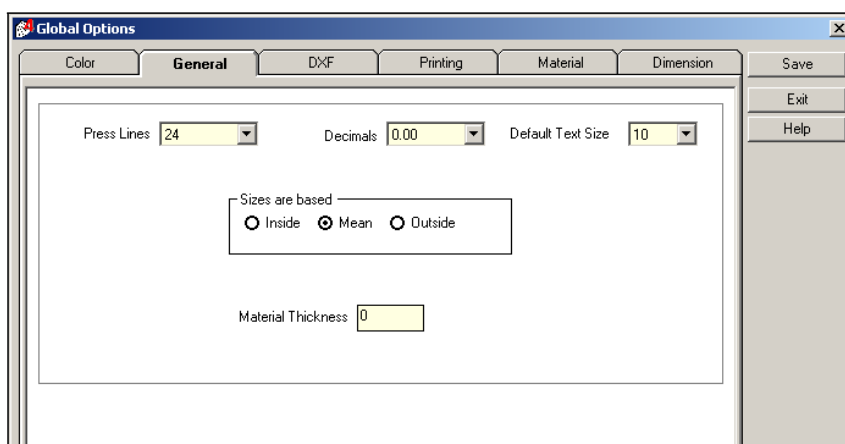 Global Options
Color General DXF Printing Material Dimension Save
Exit
Press Lines 24 Decimals 0.00 Default Text Size 10 Help
Sizes are based
Inside Mean Outside
Material Thickness 0